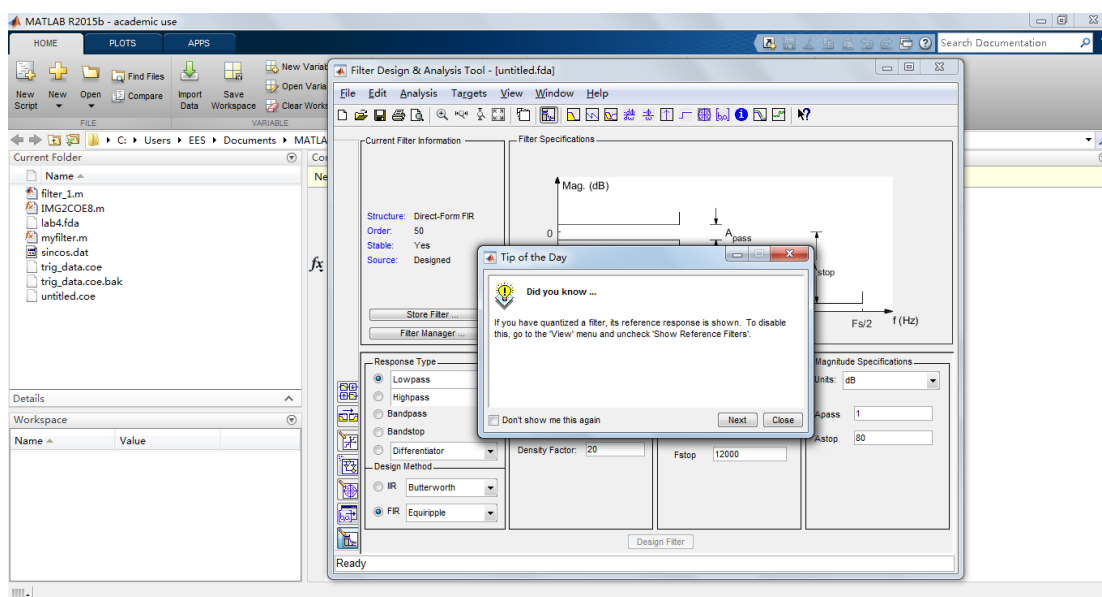 MATLAB R2015b - academic use
HOME PLOTS APPS
Search Documentation
New Script
New
Open
Find Files
Compare
Import Data
Save Workspace
New Variab
Open Varia
Clear Works
FILE
VARIABLE
C: Users EES Documents MATLA
Current Folder
Name
filter_1.m
IMG2COE8.m
lab4.fda
myfilter.m
sincos.dat
trig_data.coe
trig_data.coe.bak
untitled.coe
Details
Workspace
Name Value
Co
Ne
fx
Filter Design & Analysis Tool - [untitled.fda]
File Edit Analysis Targets View Window Help
Current Filter Information
Structure: Direct-Form FIR
Order: 50
Stable: Yes
Source: Designed
Store Filter ...
Filter Manager ...
Filter Specifications
Mag. (dB)
0
Apass
stop
Fs/2 f (Hz)
Tip of the Day
Did you know ...
If you have quantized a filter, its reference response is shown. To disable
this, go to the 'View' menu and uncheck 'Show Reference Filters'.
Don't show me this again
Next Close
Response Type
Lowpass
Highpass
Bandpass
Bandstop
Differentiator
Design Method
IIR Butterworth
FIR Equiripple
Density Factor: 20
Fstop 12000
Magnitude Specifications
Units: dB
Apass 1
Astop 80
Design Filter
Ready